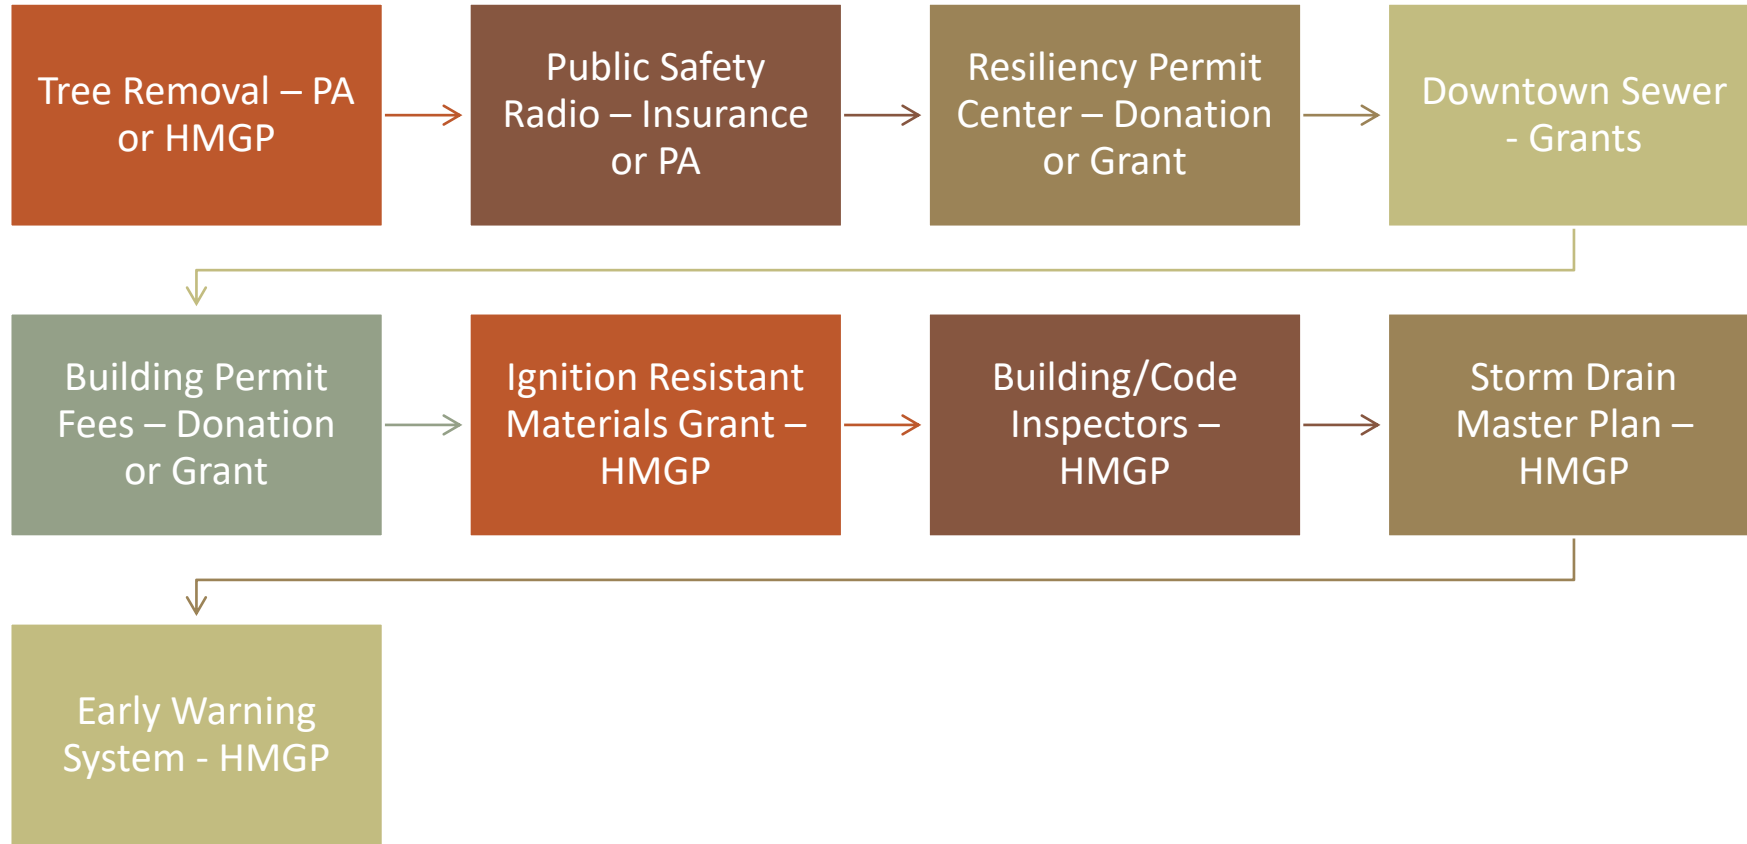 Tree Removal – PA
or HMGP
Public Safety
Radio – Insurance
or PA
Resiliency Permit
Center – Donation
or Grant
Downtown Sewer
- Grants
Building Permit
Fees – Donation
or Grant
Ignition Resistant
Materials Grant –
HMGP
Building/Code
Inspectors –
HMGP
Storm Drain
Master Plan –
HMGP
Early Warning
System - HMGP